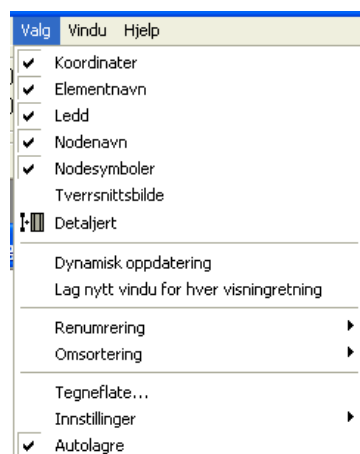 Valg Vindu Hjelp
Koordinater
Elementnavn
Ledd
Nodenavn
Nodesymboler
Tverrsnittsbilde
Detaljert
Dynamisk oppdatering
Lag nytt vindu for hver visningretning
Renumrering
Omsortering
Tegneflate...
Innstillinger
Autolagre